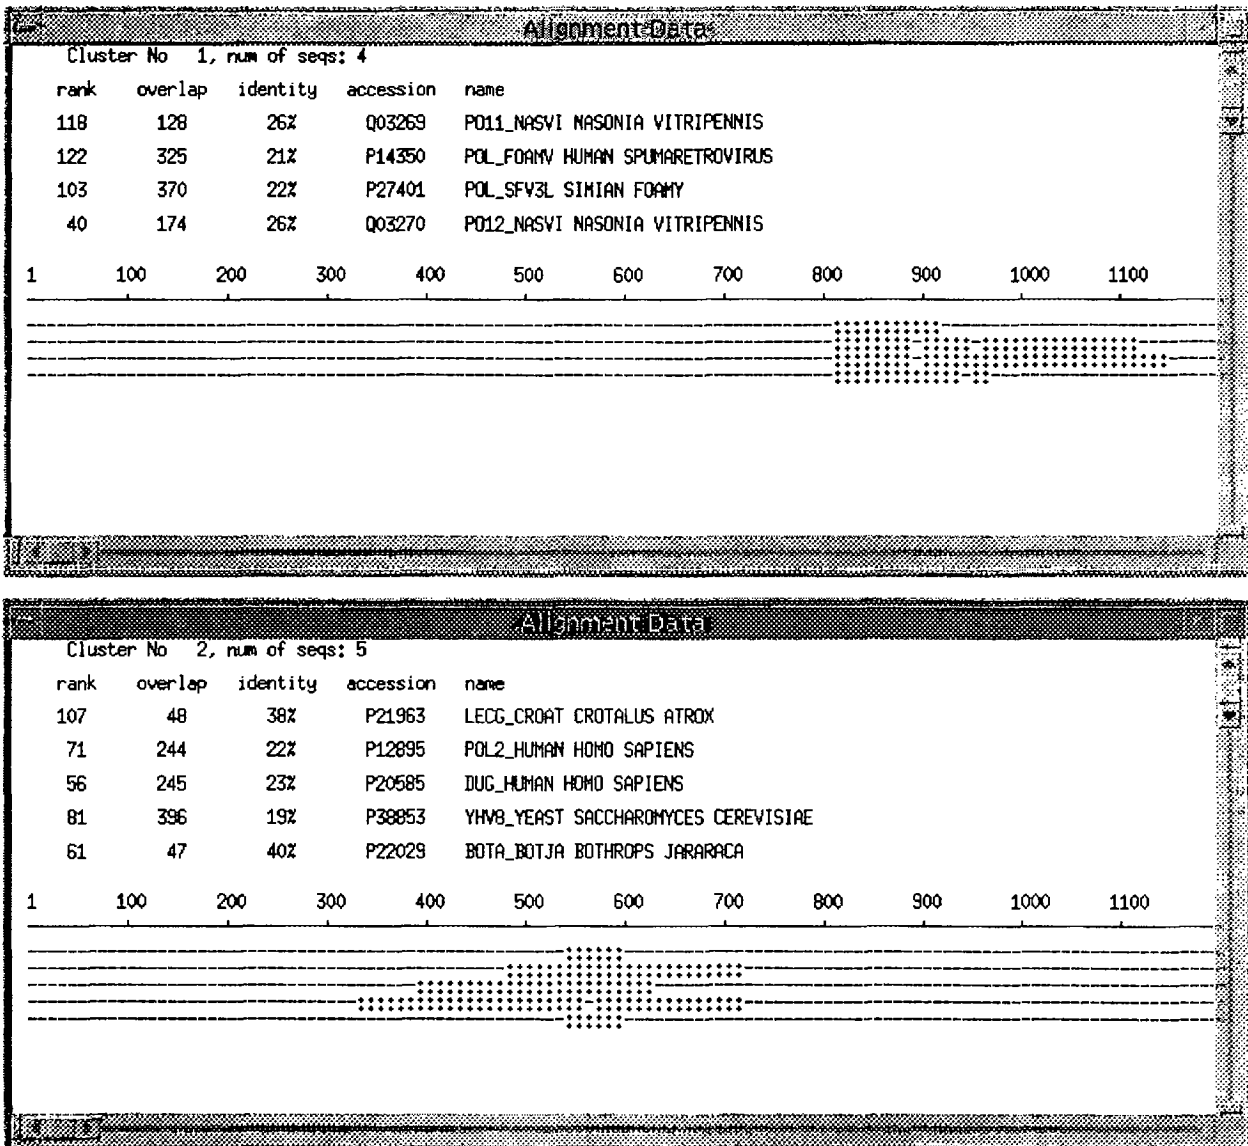 Alignment Data
Cluster No 1, num of seqs: 4
rank overlap identity accession name
118 128 26% Q03269 PO11_NASVI NASONIA VITRIPENNIS
122 325 21% P14350 POL_FOAMV HUMAN SPUMARETROVIRUS
103 370 22% P27401 POL_SFV3L SIMIAN FOAMY
40 174 26% Q03270 PO12_NASVI NASONIA VITRIPENNIS
1 100 200 300 400 500 600 700 800 900 1000 1100
Alignment Data
Cluster No 2, num of seqs: 5
rank overlap identity accession name
107 48 38% P21963 LECG_CROAT CROTALUS ATROX
71 244 22% P12895 POL2_HUMAN HOMO SAPIENS
56 245 23% P20585 DUG_HUMAN HOMO SAPIENS
81 396 19% P38853 YHV8_YEAST SACCHAROMYCES CEREVISIAE
61 47 40% P22029 BOTA_BOTJA BOTHROPS JARARACA
1 100 200 300 400 500 600 700 800 900 1000 1100